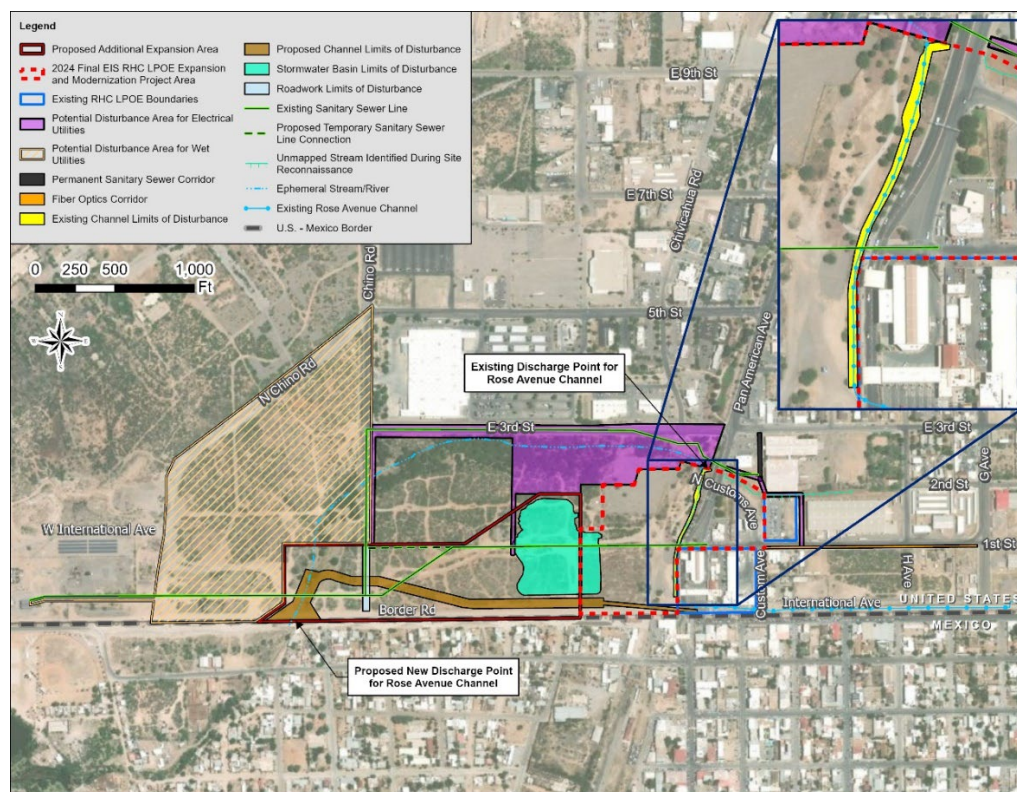 Legend
Proposed Additional Expansion Area
2024 Final EIS RHC LPOE Expansion
and Modernization Project Area
Existing RHC LPOE Boundaries
Potential Disturbance Area for Electrical
Utilities
Potential Disturbance Area for Wet
Utilities
Permanent Sanitary Sewer Corridor
Fiber Optics Corridor
Existing Channel Limits of Disturbance
Proposed Channel Limits of Disturbance
Stormwater Basin Limits of Disturbance
Roadwork Limits of Disturbance
Existing Sanitary Sewer Line
Proposed Temporary Sanitary Sewer
Line Connection
Unmapped Stream Identified During Site
Reconnaissance
Ephemeral Stream/River
Existing Rose Avenue Channel
U.S. - Mexico Border
0 250 500 1,000
Ft
E 9th St
E 7th St
Chivicahua Rd
Chino Rd
5th St
Pan American Ave
N Chino Rd
Existing Discharge Point for
Rose Avenue Channel
E 3rd St
E 3rd St
G Ave
2nd St
N Customs Ave
W International Ave
1st St
H Ave
Custom Ave
Border Rd
International Ave
UNITED STATES
MEXICO
Proposed New Discharge Point
for Rose Avenue Channel